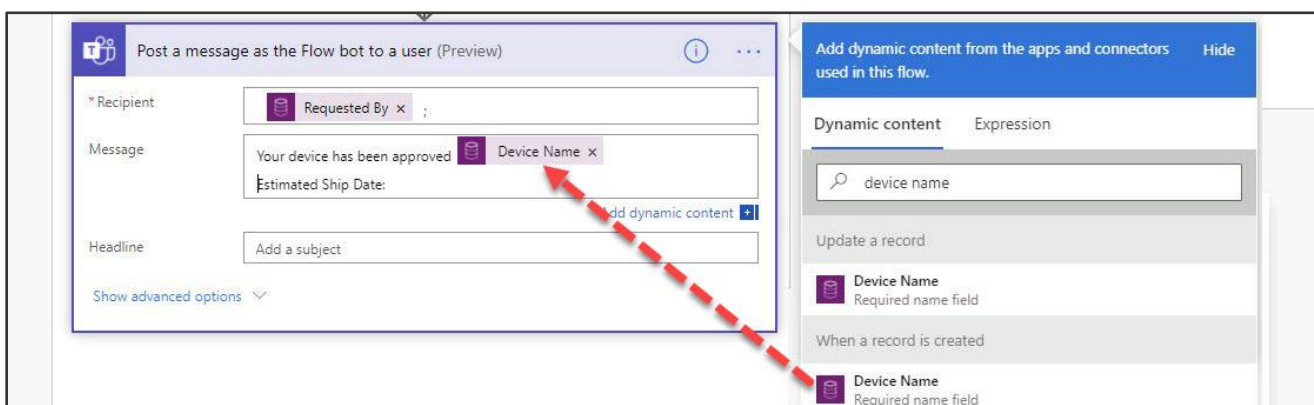 Post a message as the Flow bot to a user (Preview)
* Recipient
Requested By × ;
Message
Your device has been approved Device Name ×
Estimated Ship Date:
Add dynamic content
Headline
Add a subject
Show advanced options
Add dynamic content from the apps and connectors
used in this flow.
Hide
Dynamic content Expression
device name
Update a record
Device Name
Required name field
When a record is created
Device Name
Required name field